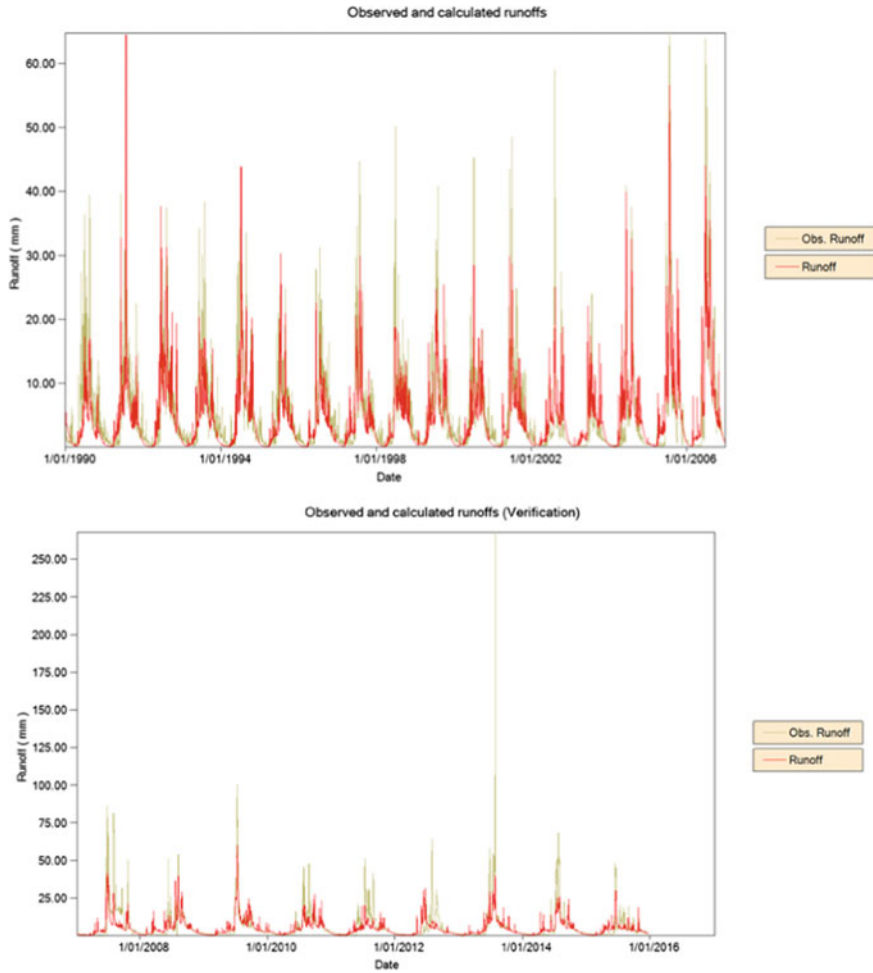 Observed and calculated runoffs
60.00
50.00
40.00
30.00
20.00
10.00
Runoff ( mm )
1/01/1990 1/01/1994 1/01/1998 1/01/2002 1/01/2006
Date
Obs. Runoff
Runoff
Observed and calculated runoffs (Verification)
250.00
225.00
200.00
175.00
150.00
125.00
100.00
75.00
50.00
25.00
Runoff ( mm )
1/01/2008 1/01/2010 1/01/2012 1/01/2014 1/01/2016
Date
Obs. Runoff
Runoff